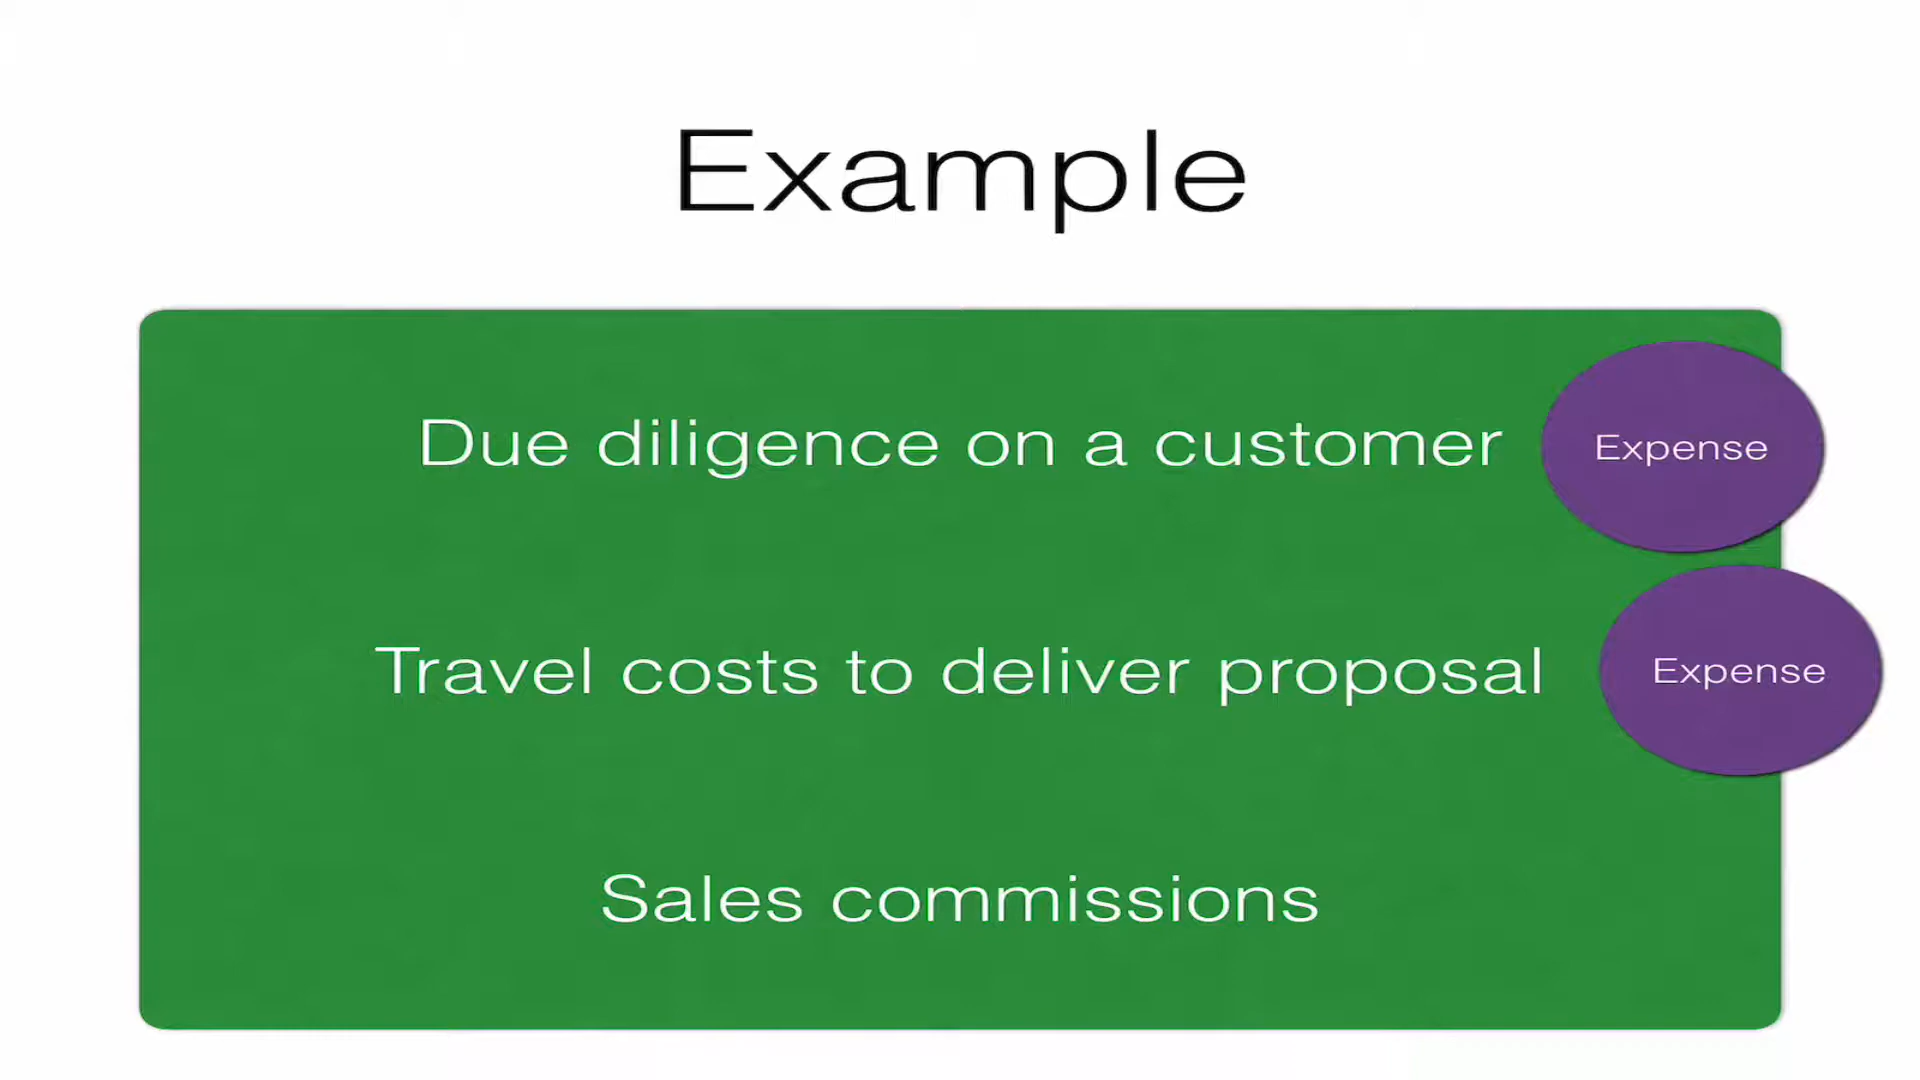 Example
Due diligence on a customer
Expense
Travel costs to deliver proposal
Expense
Sales commissions